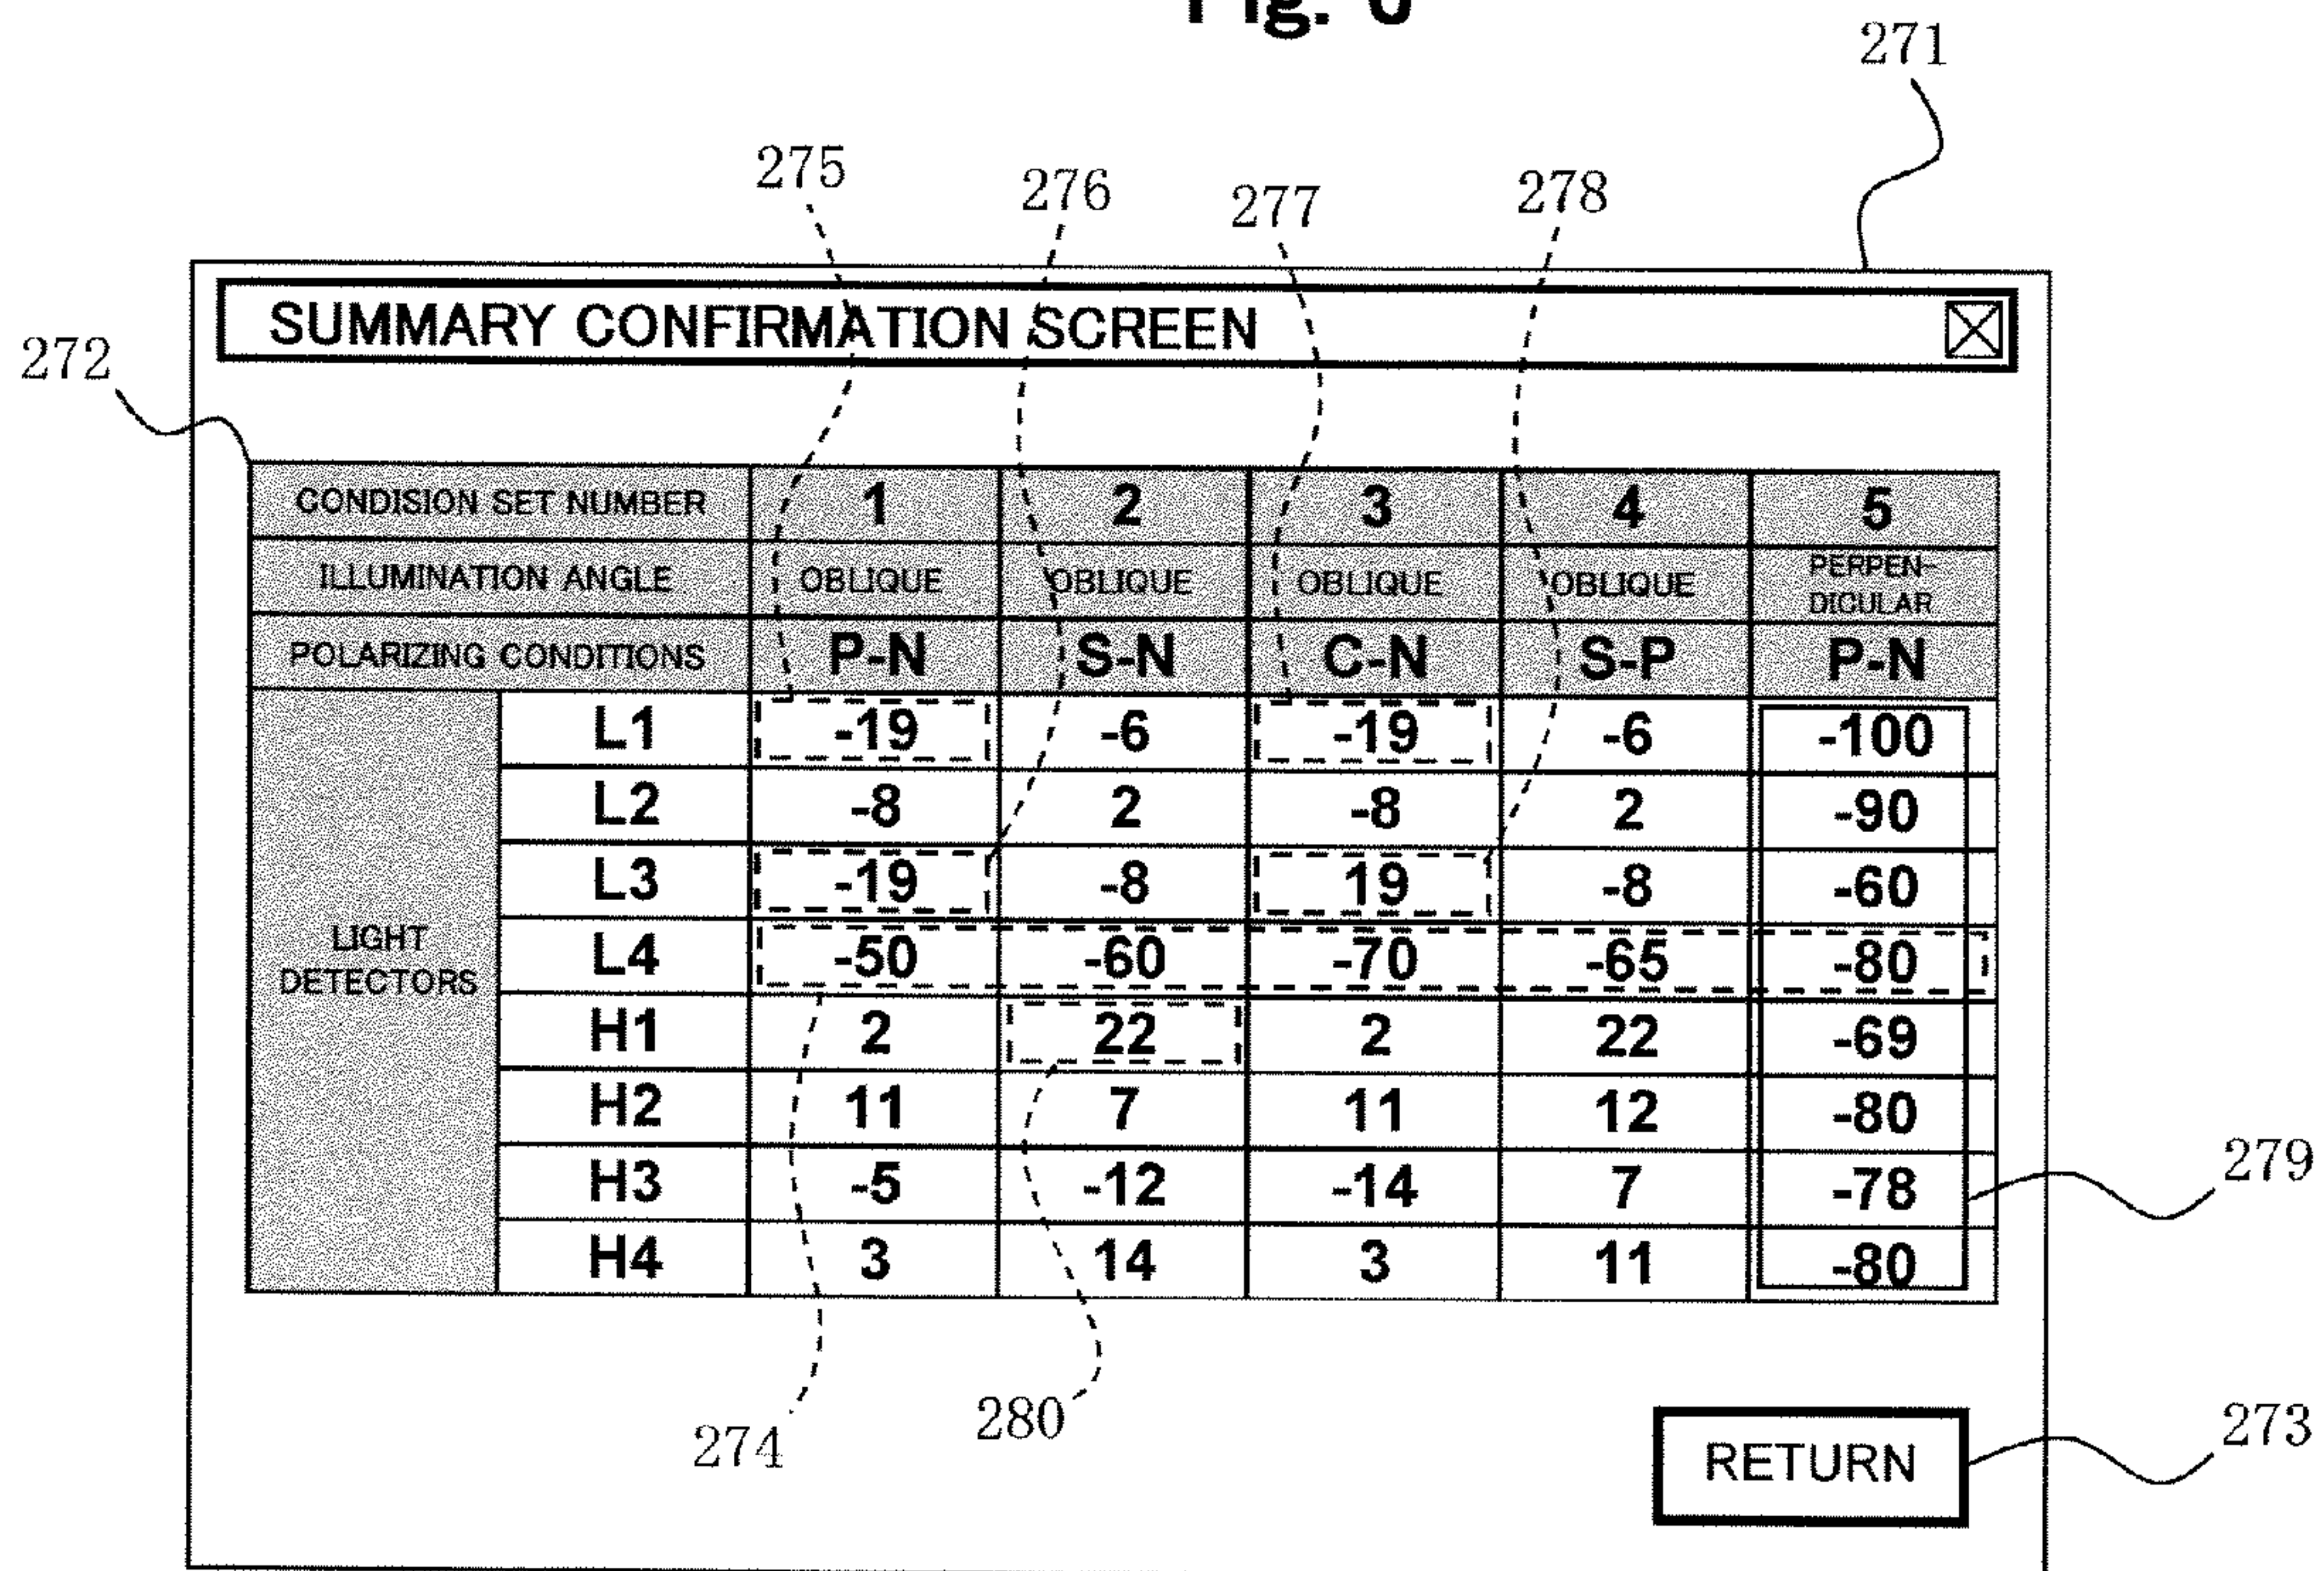 Fig.
271
275 276 277 278
SUMMARY CONFIRMATION SCREEN
272
CONDISION SET NUMBER 1 2 3 4 5
ILLUMINATION ANGLE OBLIQUE OBLIQUE OBLIQUE OBLIQUE PERPEN-
DICULAR
POLARIZING CONDITIONS P-N S-N C-N S-P P-N
LIGHT
DETECTORS
L1 -19 -6 -19 -6 -100
L2 -8 2 -8 2 -90
L3 -19 -8 19 -8 -60
L4 -50 -60 -70 -65 -80
H1 2 22 2 22 -69
H2 11 7 11 12 -80
H3 -5 -12 -14 7 -78
H4 3 14 3 11 -80
279
274 280
RETURN
273